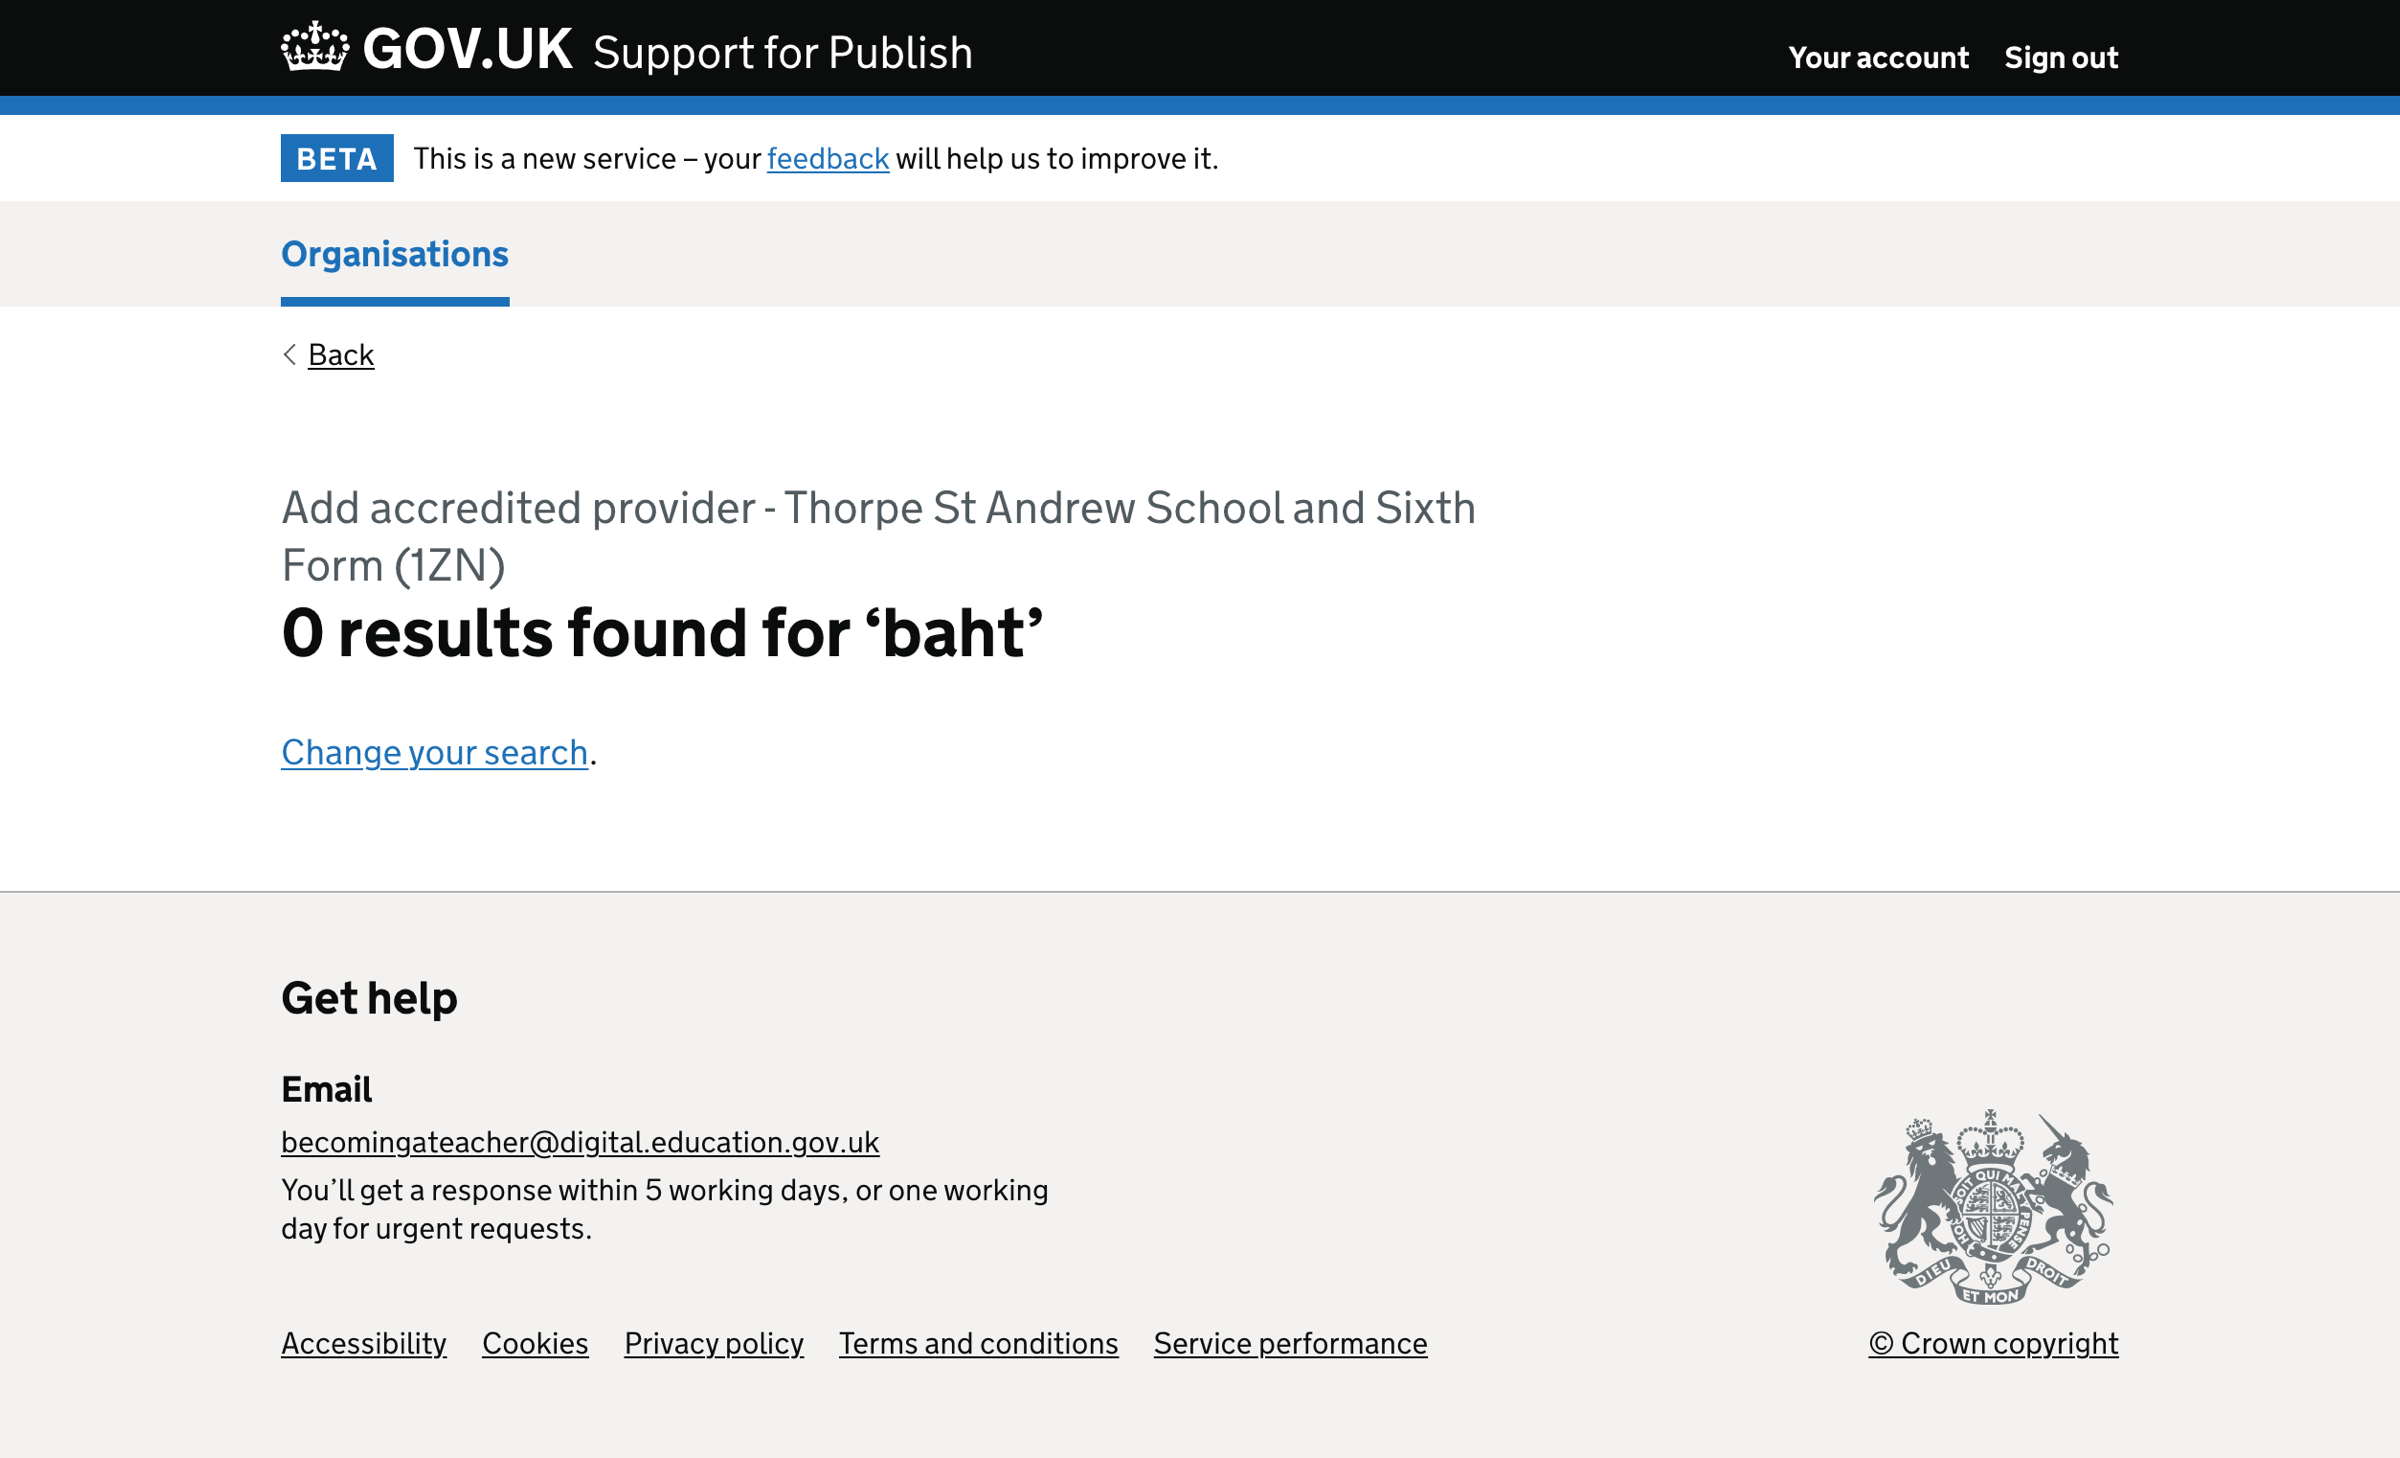 GOV.UK Support for Publish
Your account
Sign out
BETA
This is a new service – your feedback will help us to improve it.
Organisations
Back
Add accredited provider - Thorpe St Andrew School and Sixth
Form (1ZN)
0 results found for ‘baht’
Change your search.
Get help
Email
becomingateacher@digital.education.gov.uk
You’ll get a response within 5 working days, or one working
day for urgent requests.
Accessibility
Cookies
Privacy policy
Terms and conditions
Service performance
SOIT QUI MAL Y PENSE
DIEU
ET MON
DROIT
© Crown copyright